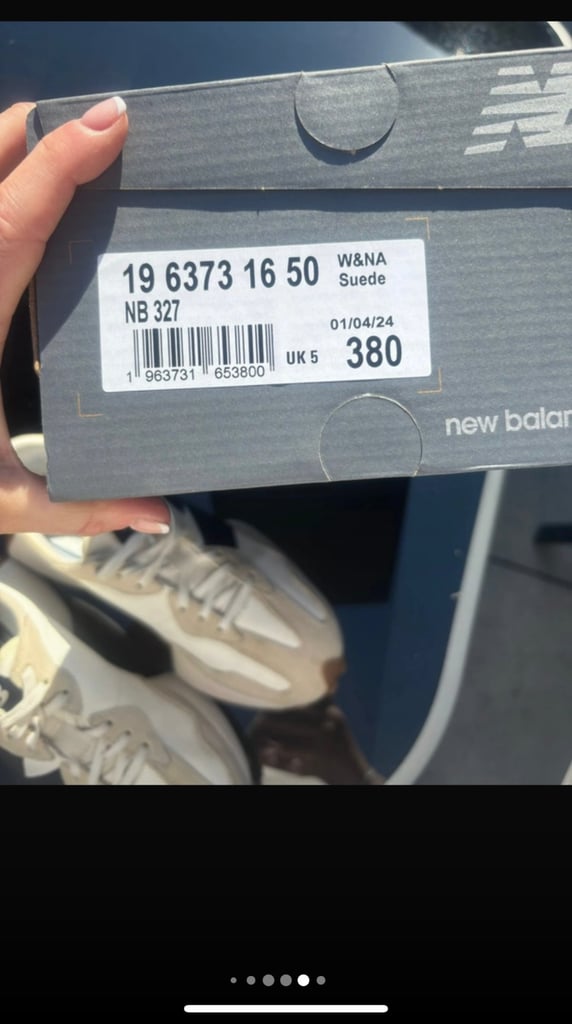 19 6373 16 50
W&NA
Suede
NB 327
01/04/24
1 963731 653800
UK 5
380
new balan